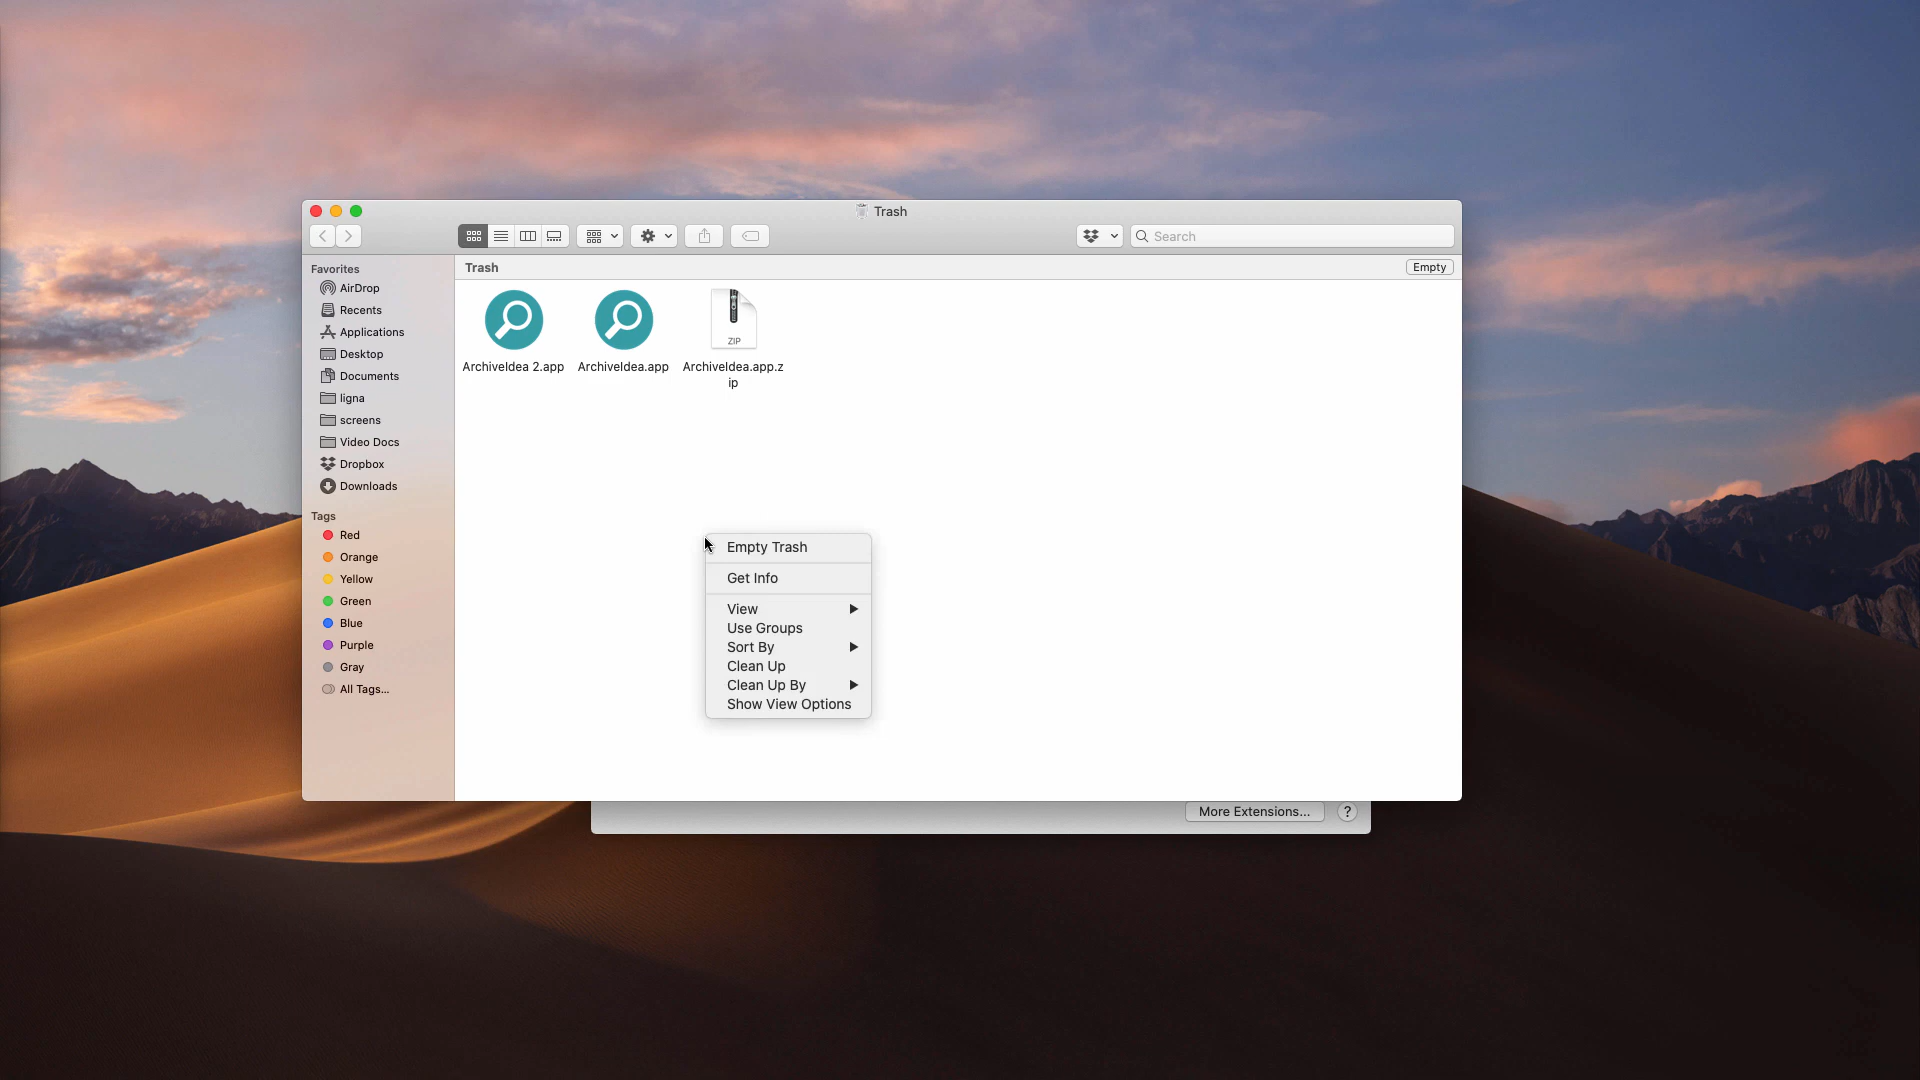 Trash
Search
Favorites
AirDrop
Recents
Applications
Desktop
Documents
ligna
screens
Video Docs
Dropbox
Downloads
Tags
Red
Orange
Yellow
Green
Blue
Purple
Gray
All Tags...
Trash
Empty
ArchiveIdea 2.app
ArchiveIdea.app
ZIP
ArchiveIdea.app.z
ip
Empty Trash
Get Info
View
Use Groups
Sort By
Clean Up
Clean Up By
Show View Options
More Extensions...
?